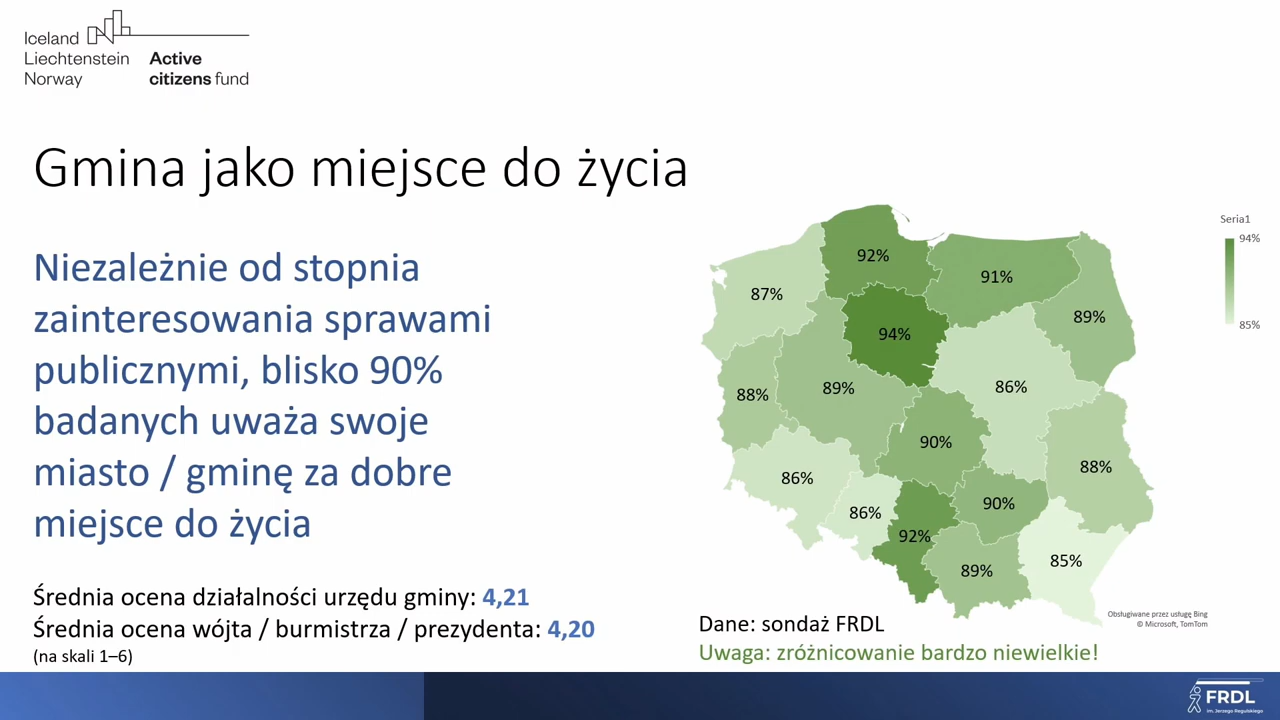 Iceland
Liechtenstein
Norway
Active
citizens fund
Gmina jako miejsce do życia
Niezależnie od stopnia
zainteresowania sprawami
publicznymi, blisko 90%
badanych uważa swoje
miasto / gminę za dobre
miejsce do życia
Średnia ocena działalności urzędu gminy: 4,21
Średnia ocena wójta / burmistrza / prezydenta: 4,20
(na skali 1–6)
Seria1
94%
85%
92%
91%
87%
89%
94%
86%
89%
88%
90%
88%
86%
90%
86%
92%
85%
89%
Obsługiwane przez usługę Bing
© Microsoft, TomTom
Dane: sondaż FRDL
Uwaga: zróżnicowanie bardzo niewielkie!
FRDL
im. Jerzego Regulskiego